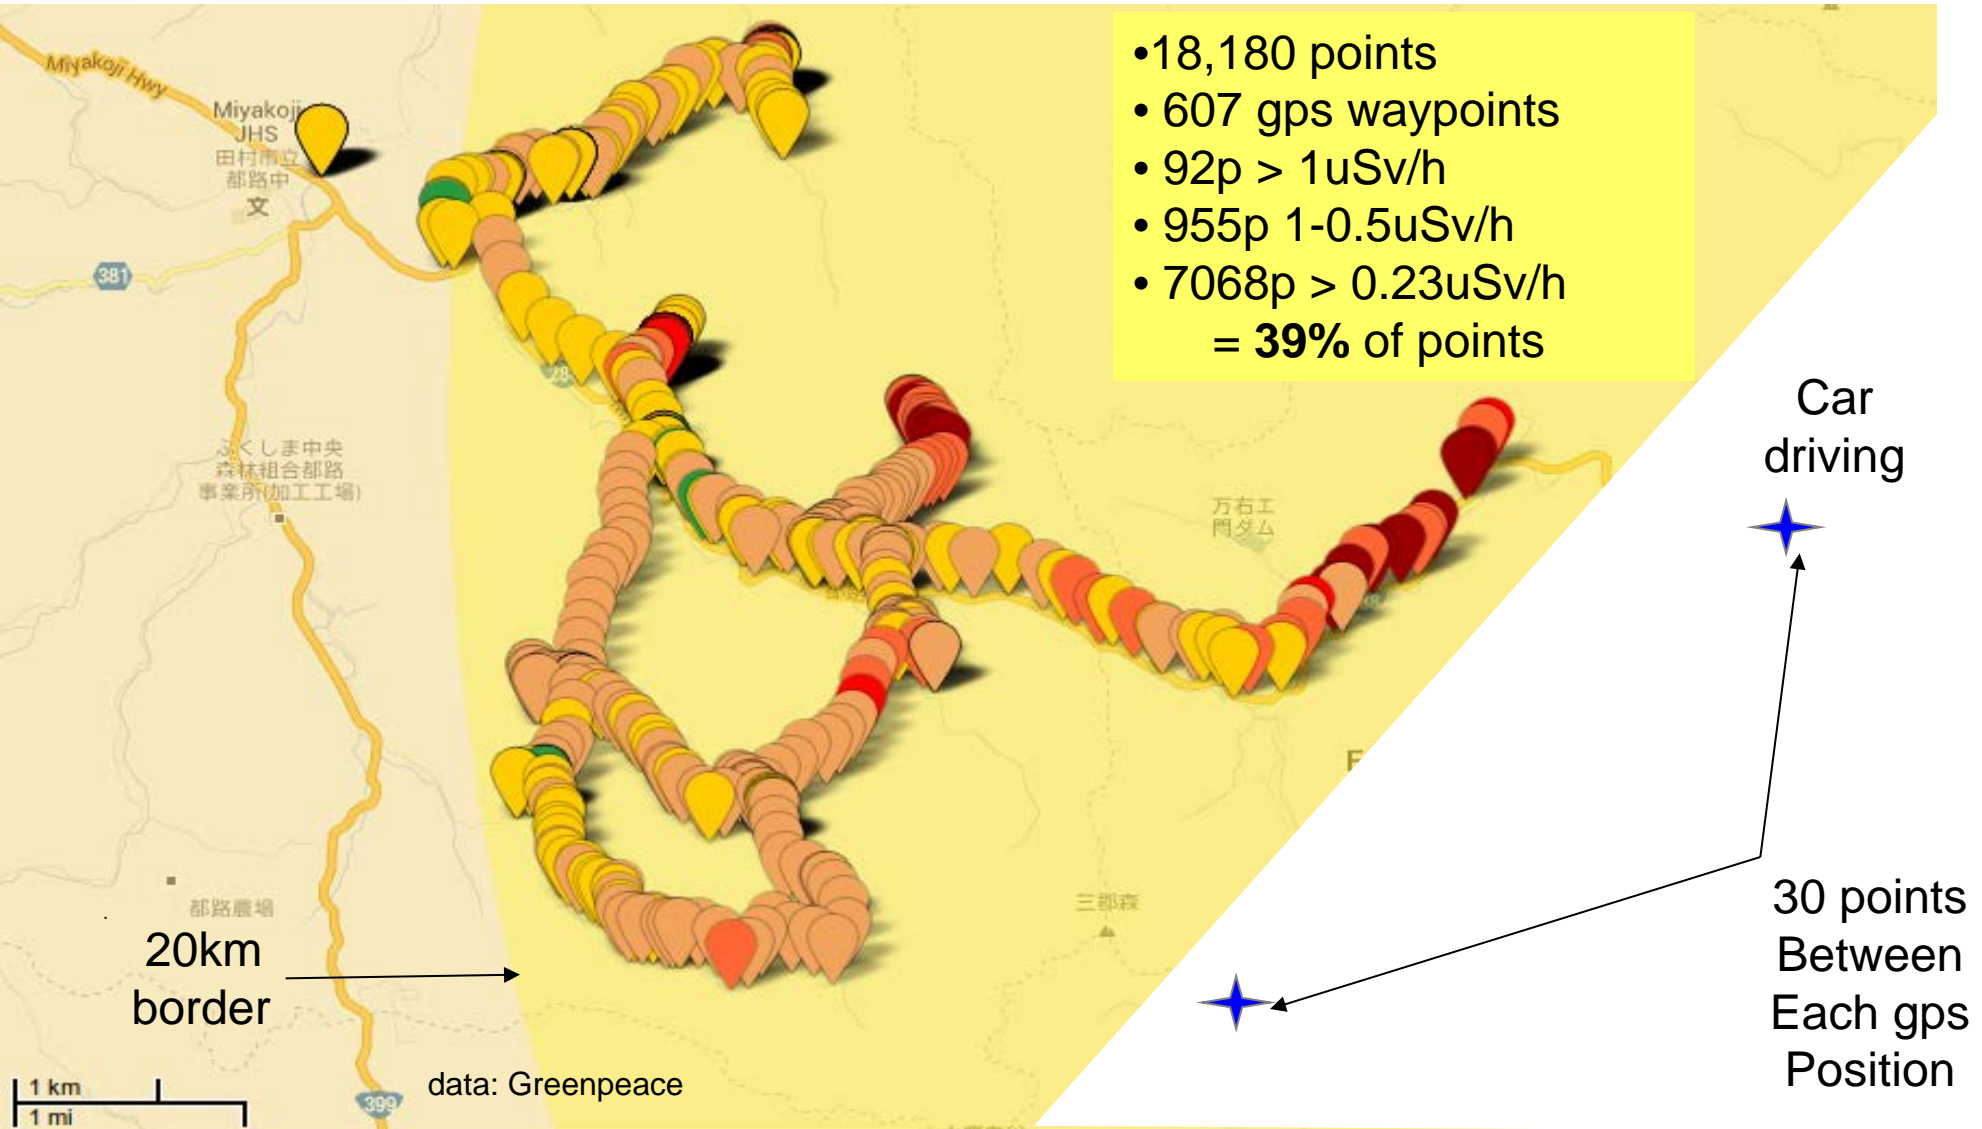 •18,180 points
• 607 gps waypoints
• 92p > 1uSv/h
• 955p 1-0.5uSv/h
• 7068p > 0.23uSv/h
= 39% of points
Miyakoji Hwy
Miyakoji
JHS
田村市立
都路中
文
381
ふくしま中央
森林組合都路
事業所(加工工場)
万右エ
門ダム
Car
driving
三郡森
都路農場
20km
border
30 points
Between
Each gps
Position
data: Greenpeace
1 km
1 mi
399